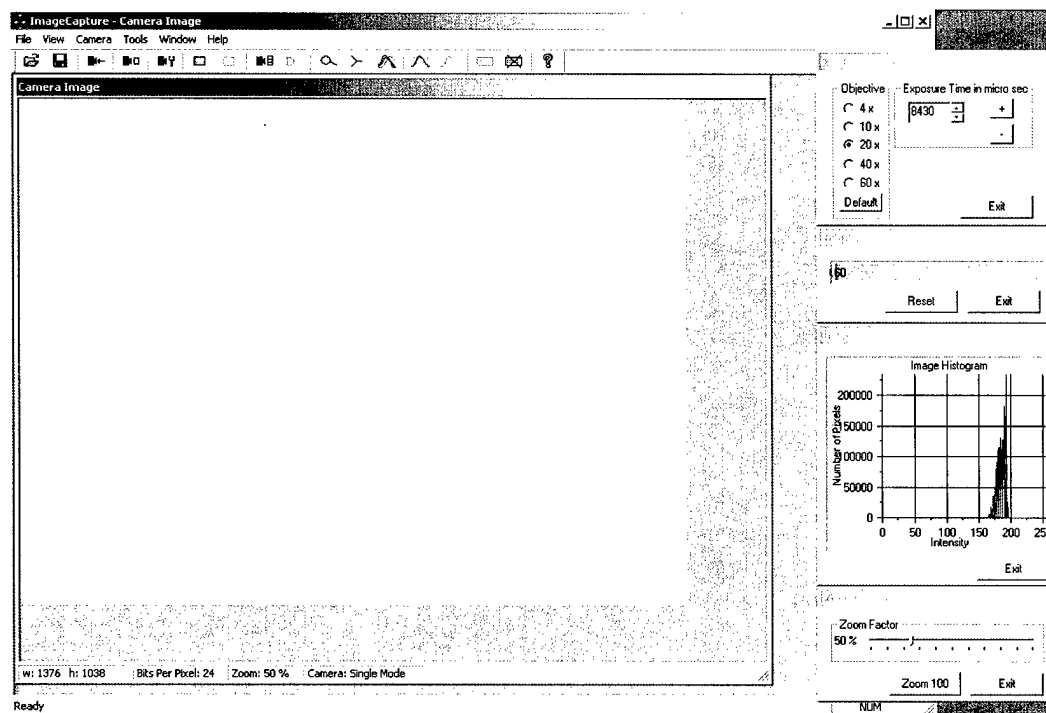 ImageCapture - Camera Image
File View Camera Tools Window Help
Camera Image
Objective
4 x
10 x
20 x
40 x
60 x
Default
Exposure Time in micro sec
8430
+
-
Exit
Reset Exit
Image Histogram
Number of Pixels
200000
150000
100000
50000
0
0 50 100 150 200 250
Intensity
Exit
Zoom Factor
50 %
Zoom 100 Exit
w: 1376 h: 1038 Bits Per Pixel: 24 Zoom: 50 % Camera: Single Mode
Ready
NUM